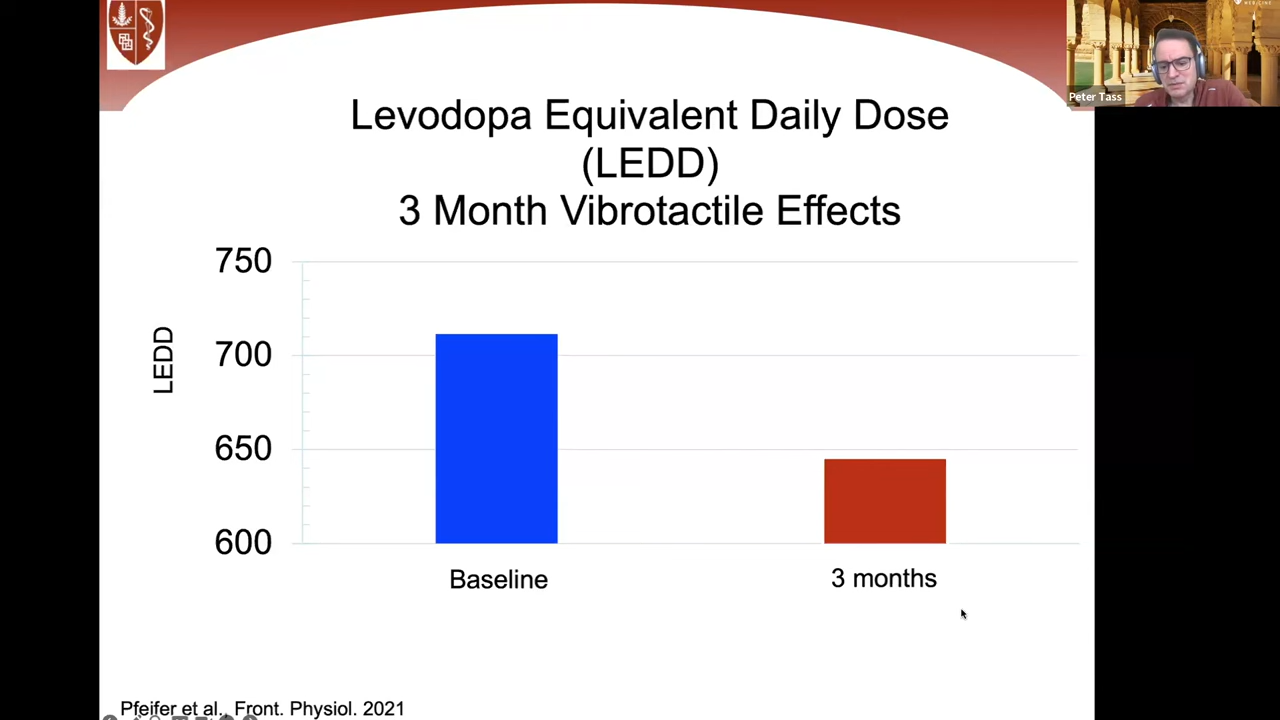 Levodopa Equivalent Daily Dose
(LEDD)
3 Month Vibrotactile Effects
750
700
650
600
LEDD
Baseline
3 months
Pfeifer et al., Front. Physiol. 2021
Peter Tass